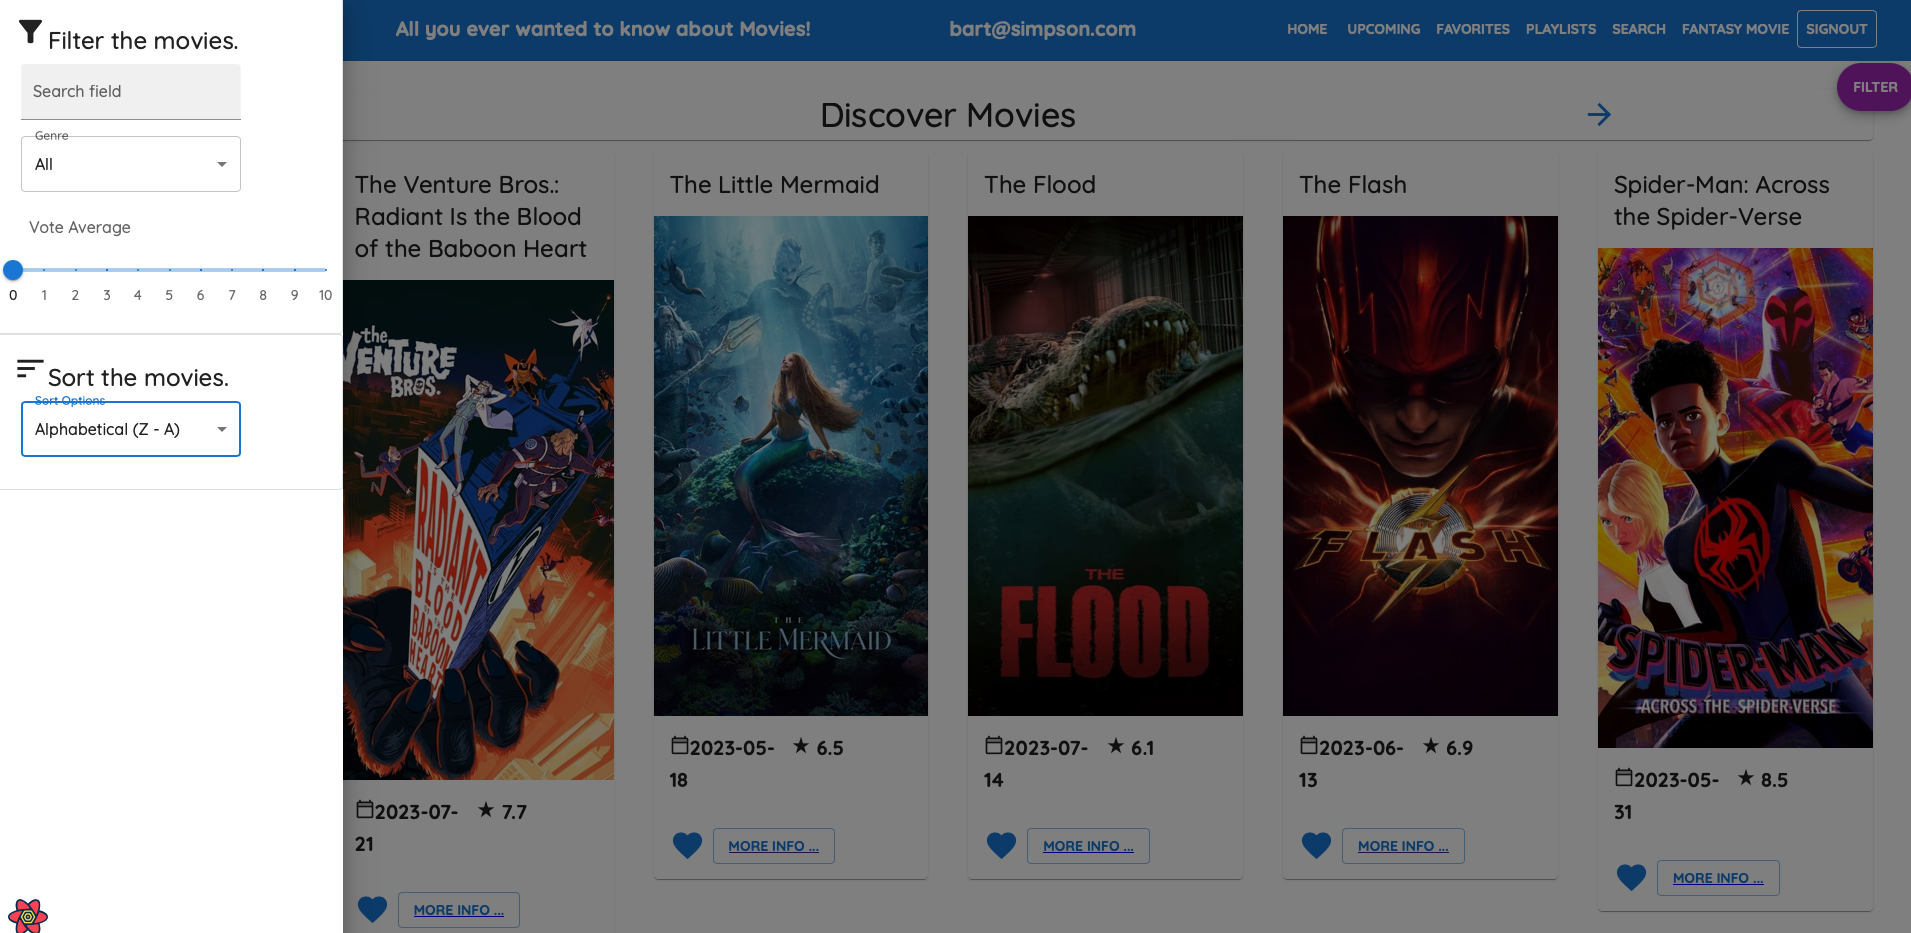 Filter the movies.
Search field
Genre
All
Vote Average
0 1 2 3 4 5 6 7 8 9 10
Sort the movies.
Sort Options
Alphabetical (Z - A)
All you ever wanted to know about Movies!
bart@simpson.com
HOME
UPCOMING
FAVORITES
PLAYLISTS
SEARCH
FANTASY MOVIE
SIGNOUT
FILTER
Discover Movies
The Venture Bros.:
Radiant Is the Blood
of the Baboon Heart
the
VENTURE
BROS.
RADIANT
IS THE
BLOOD
OF THE
BABOON
HEART
2023-07-
21
7.7
MORE INFO ...
The Little Mermaid
THE
LITTLE MERMAID
2023-05-
18
6.5
MORE INFO ...
The Flood
THE
FLOOD
2023-07-
14
6.1
MORE INFO ...
The Flash
FLASH
2023-06-
13
6.9
MORE INFO ...
Spider-Man: Across
the Spider-Verse
SPIDER-MAN
ACROSS THE SPIDER-VERSE
2023-05-
31
8.5
MORE INFO ...